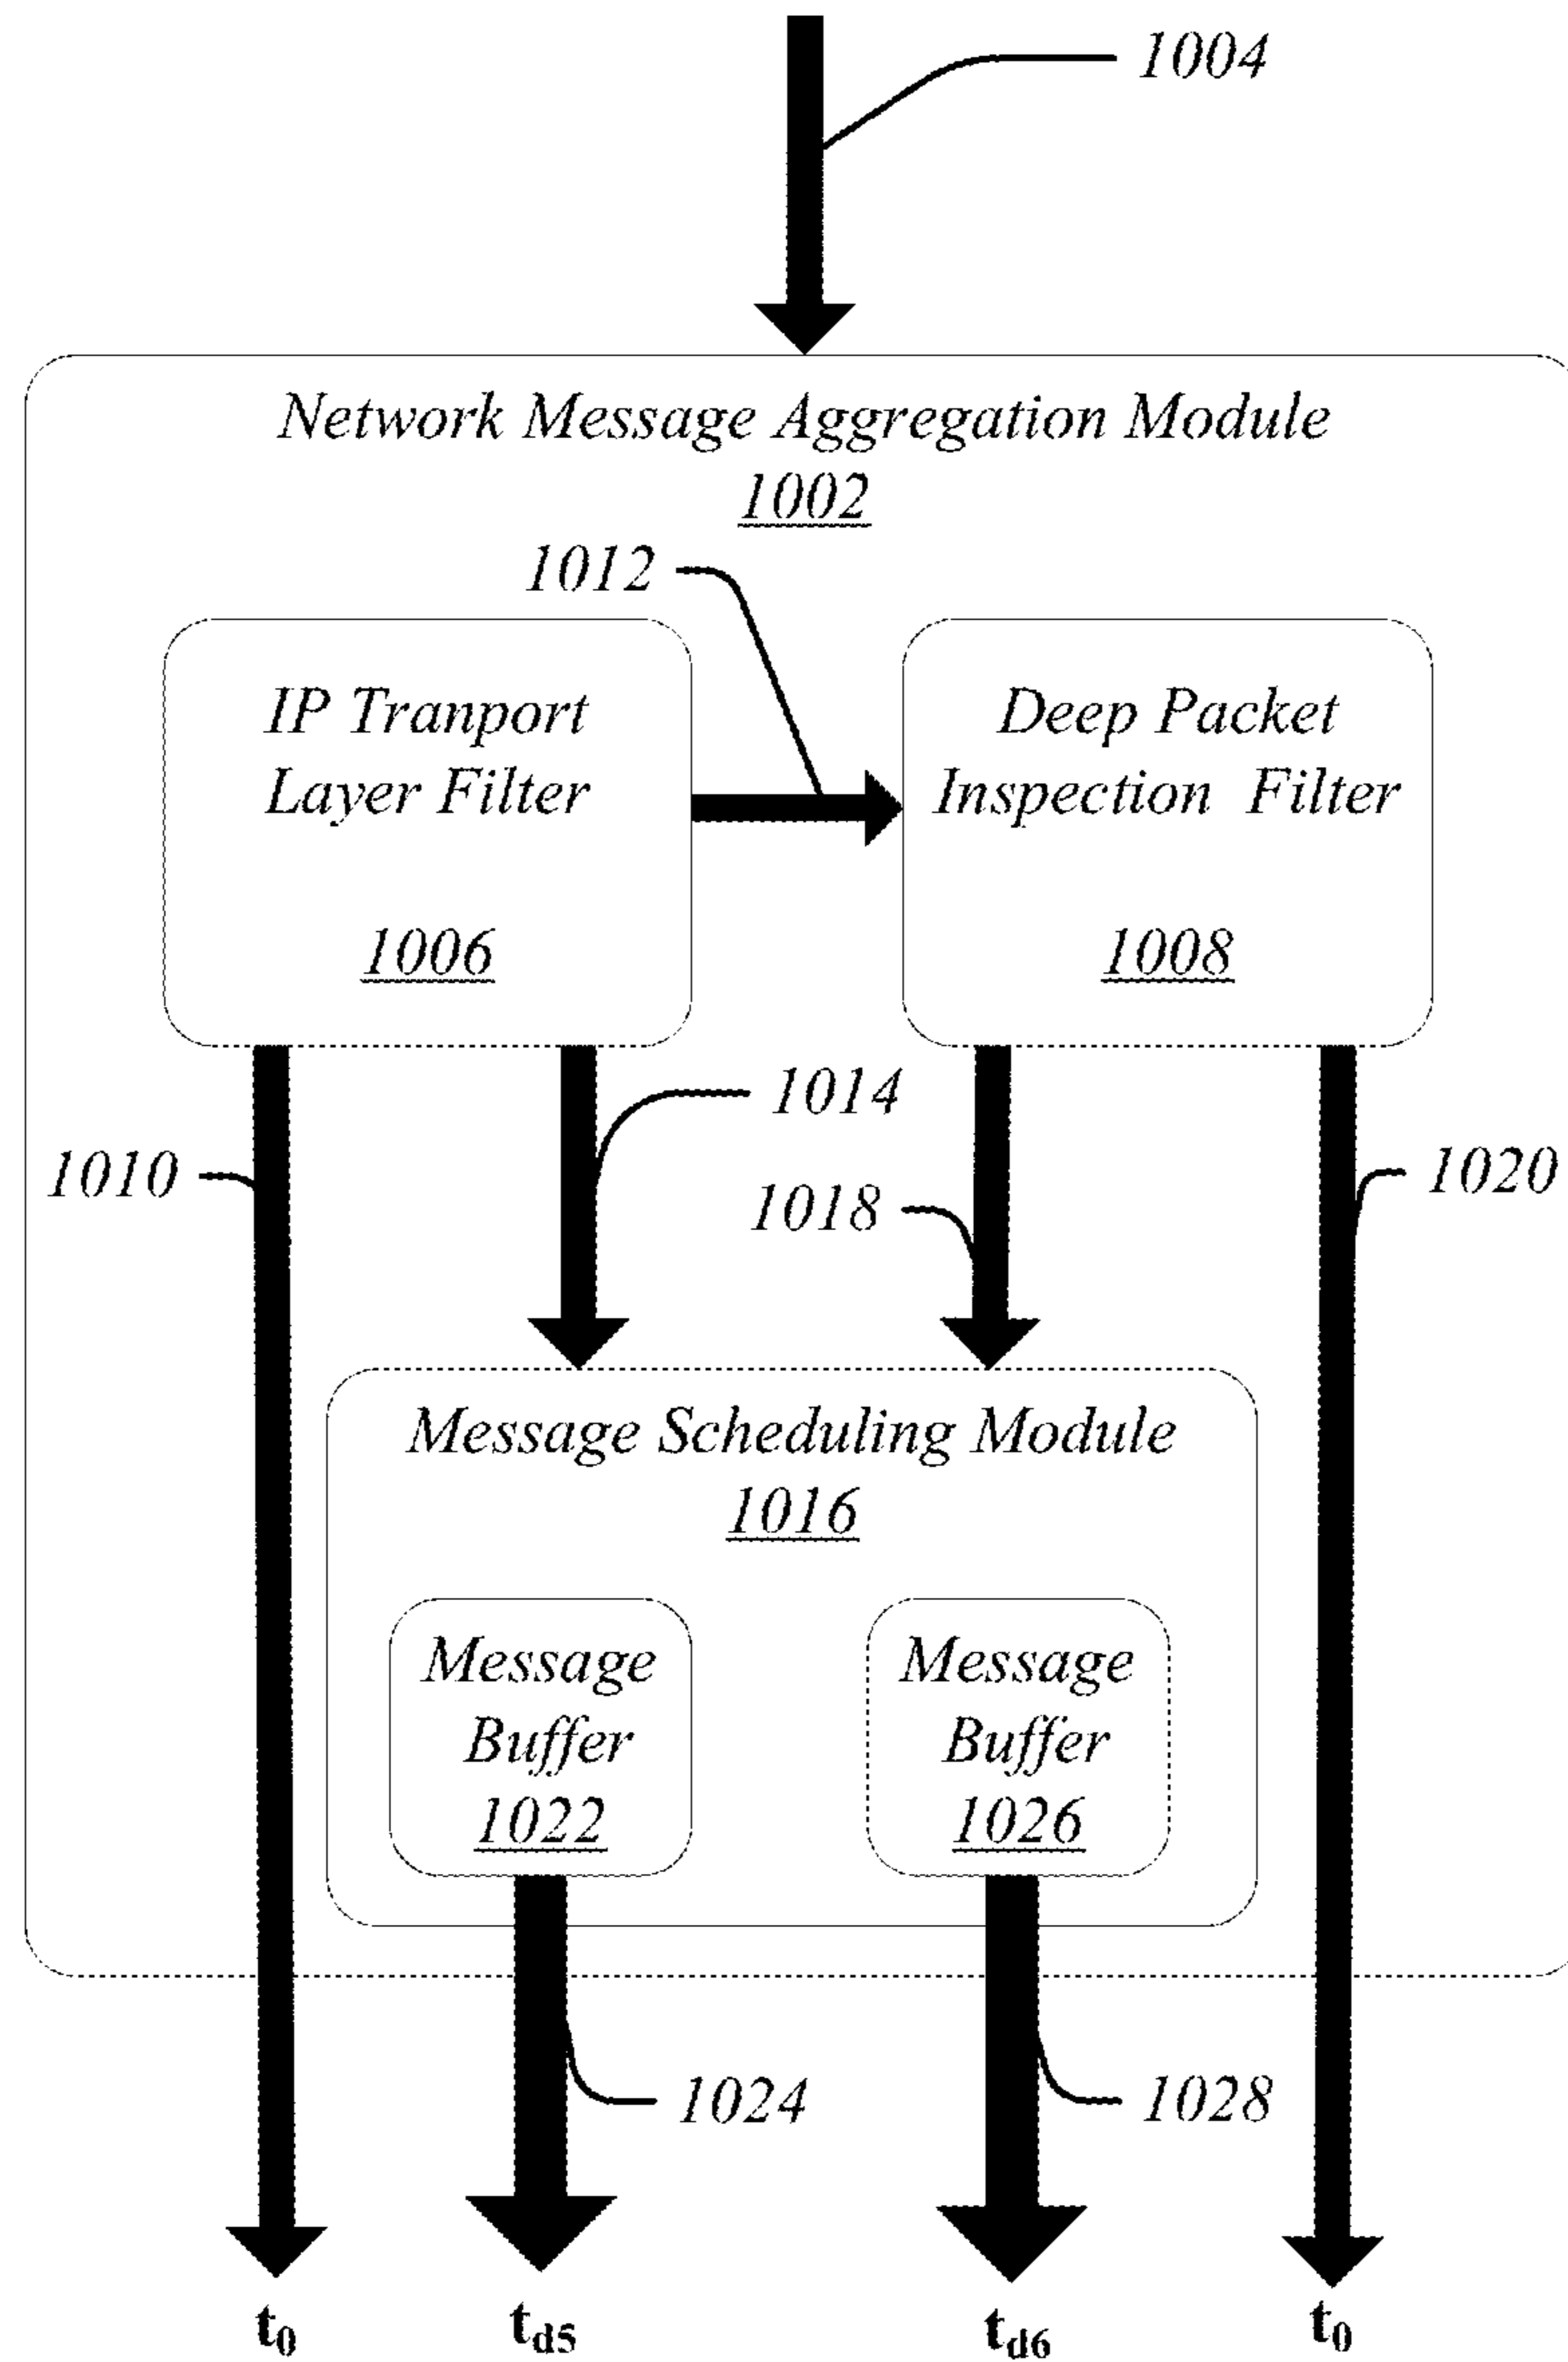 1004
Network Message Aggregation Module
1002
1012
IP Tranport
Layer Filter
1006
Deep Packet
Inspection Filter
1008
1014
1010
1018
1020
Message Scheduling Module
1016
Message
Buffer
1022
Message
Buffer
1026
1024
1028
t0
td5
td6
t0